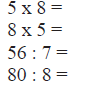 5 x 8 =
8 x 5 =
56 : 7 =
80 : 8 =